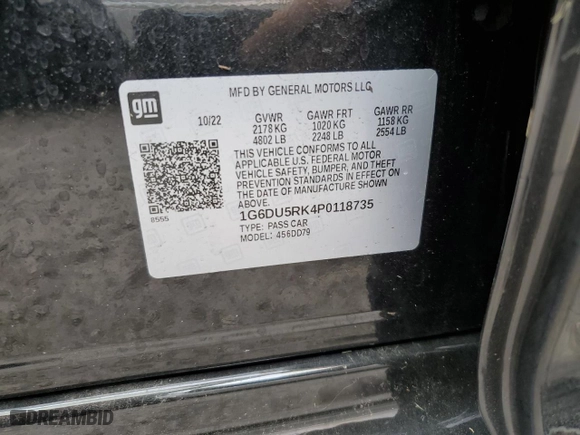 MFD BY GENERAL MOTORS LLC
gm
10/22 GVWR GAWR FRT GAWR RR
2178 KG 1020 KG 1158 KG
4802 LB 2248 LB 2554 LB
THIS VEHICLE CONFORMS TO ALL
APPLICABLE U.S. FEDERAL MOTOR
VEHICLE SAFETY, BUMPER, AND THEFT
PREVENTION STANDARDS IN EFFECT ON
THE DATE OF MANUFACTURE SHOWN
ABOVE.
8555
1G6DU5RK4P0118735
TYPE: PASS CAR
MODEL: 456DD79
DREAMBID